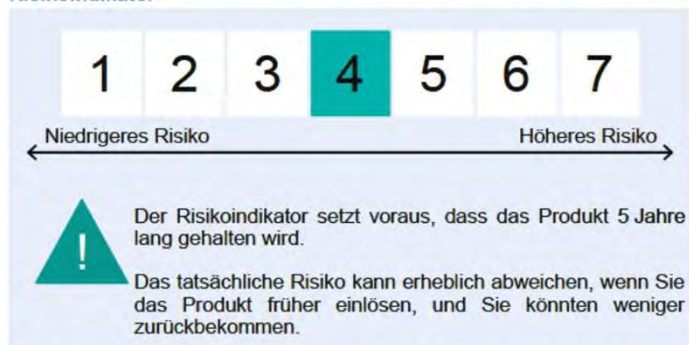 Risikoindikator
1 2 3 4 5 6 7
Niedrigeres Risiko Höheres Risiko
!
Der Risikoindikator setzt voraus, dass das Produkt 5 Jahre
lang gehalten wird.
Das tatsächliche Risiko kann erheblich abweichen, wenn Sie
das Produkt früher einlösen, und Sie könnten weniger
zurückbekommen.